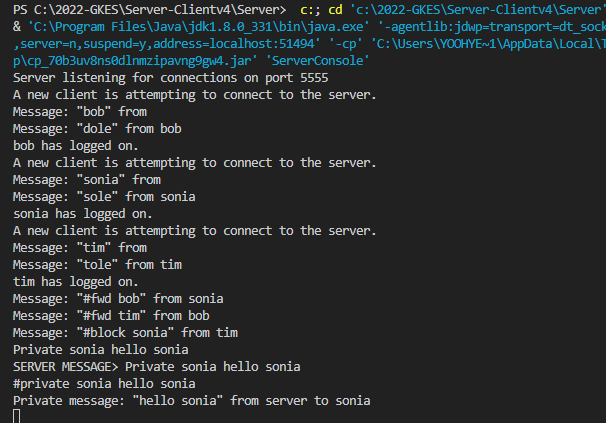 PS C:\2022-GKES\Server-Clientv4\Server>  c:; cd 'c:\2022-GKES\Server-Clientv4\Server'
& 'C:\Program Files\Java\jdk1.8.0_331\bin\java.exe' '-agentlib:jdwp=transport=dt_sock
,server=n,suspend=y,address=localhost:51494' '-cp' 'C:\Users\YOOHYE~1\AppData\Local\T
p\cp_70b3uv8ns0dlnmzipavng9gw4.jar' 'ServerConsole'
Server listening for connections on port 5555
A new client is attempting to connect to the server.
Message: "bob" from
Message: "dole" from bob
bob has logged on.
A new client is attempting to connect to the server.
Message: "sonia" from
Message: "sole" from sonia
sonia has logged on.
A new client is attempting to connect to the server.
Message: "tim" from
Message: "tole" from tim
tim has logged on.
Message: "#fwd bob" from sonia
Message: "#fwd tim" from bob
Message: "#block sonia" from tim
Private sonia hello sonia
SERVER MESSAGE> Private sonia hello sonia
#private sonia hello sonia
Private message: "hello sonia" from server to sonia